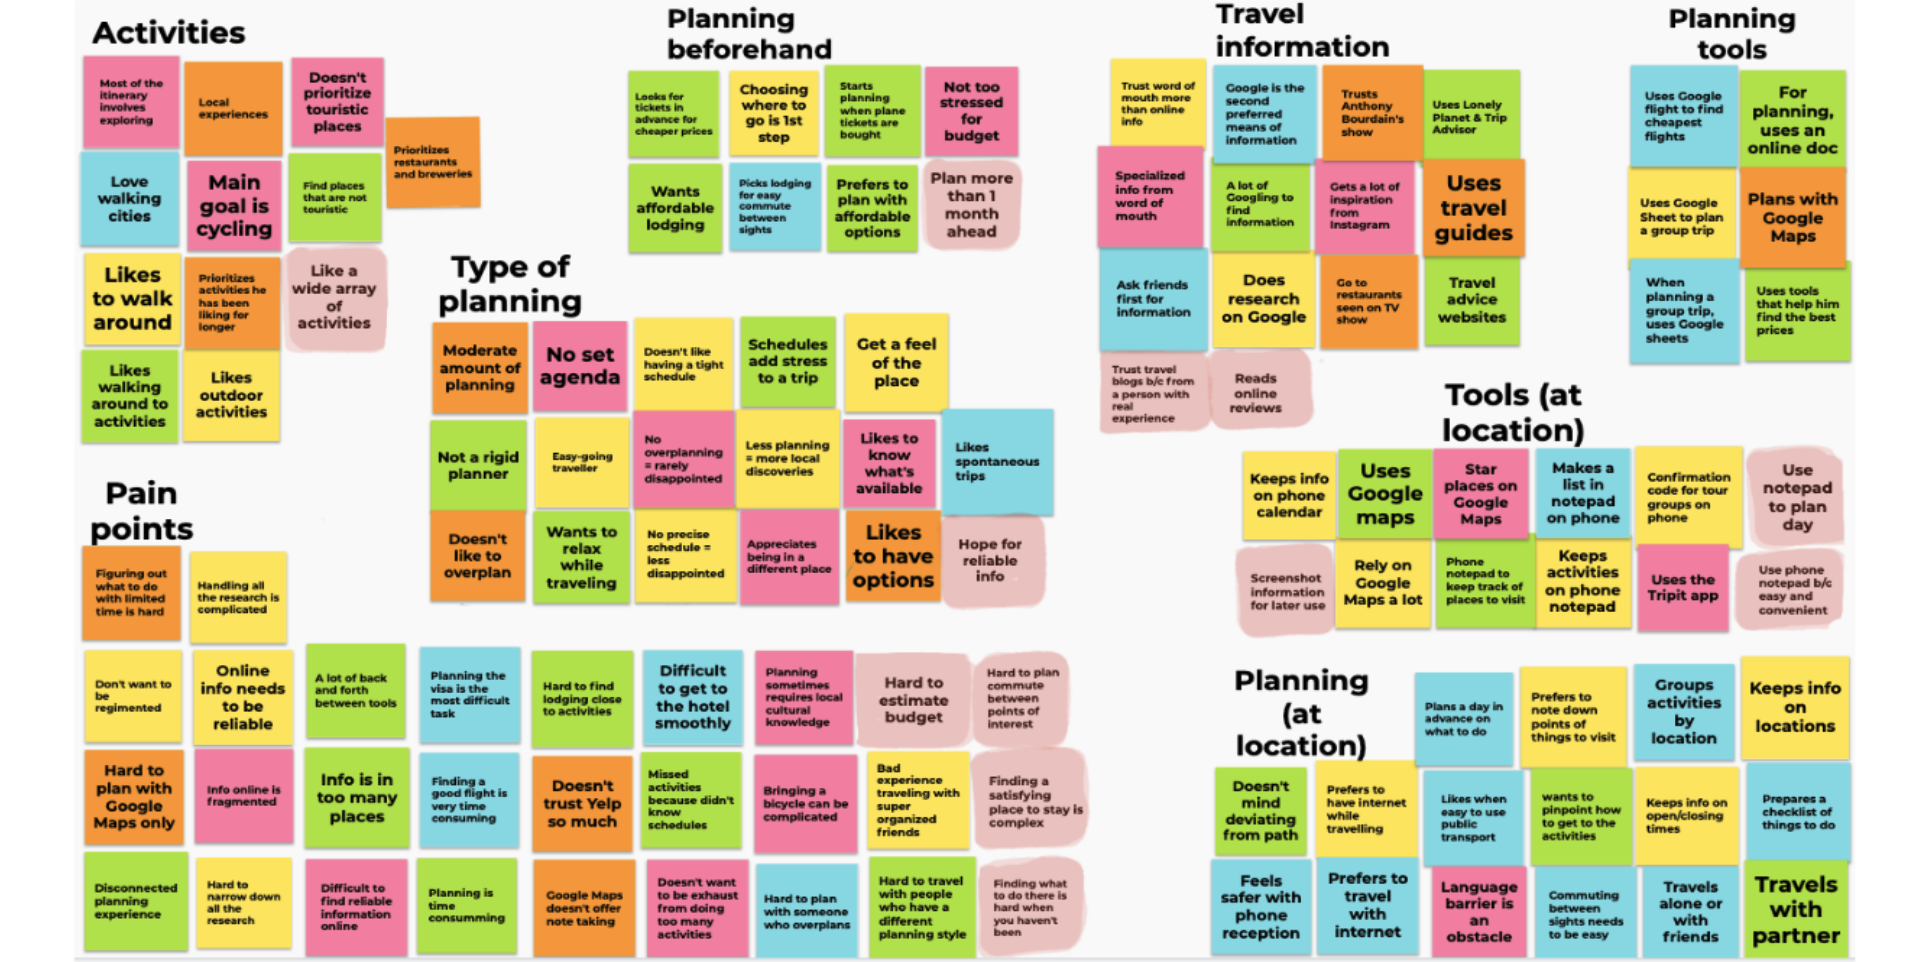 Activities
Most of the
itinerary
involves
exploring
Local
experiences
Doesn't
prioritize
touristic
places
Prioritizes
restaurants
and breweries
Love
walking
cities
Main
goal is
cycling
Find places
that are not
touristic
Likes
to walk
around
Prioritizes
activities he
has been
liking for
longer
Like a
wide array
of
activities
Likes
walking
around to
activities
Likes
outdoor
activities
Planning
beforehand
Looks for
tickets in
advance for
cheaper prices
Choosing
where to
go is 1st
step
Starts
planning
when plane
tickets are
bought
Not too
stressed
for
budget
Wants
affordable
lodging
Picks lodging
for easy
commute
between
sights
Prefers to
plan with
affordable
options
Plan more
than 1
month
ahead
Type of
planning
Moderate
amount of
planning
No set
agenda
Doesn't like
having a tight
schedule
Schedules
add stress
to a trip
Get a feel
of the
place
Not a rigid
planner
Easy-going
traveller
No
overplanning
= rarely
disappointed
Less planning
= more local
discoveries
Likes to
know
what's
available
Likes
spontaneous
trips
Doesn't
like to
overplan
Wants to
relax
while
traveling
No precise
schedule =
less
disappointed
Appreciates
being in a
different place
Likes
to have
options
Hope for
reliable
info
Travel
information
Trust word of
mouth more
than online
info
Google is the
second
preferred
means of
information
Trusts
Anthony
Bourdain's
show
Uses Lonely
Planet & Trip
Advisor
Specialized
info from
word of
mouth
A lot of
Googling to
find
information
Gets a lot of
inspiration
from
Instagram
Uses
travel
guides
Ask friends
first for
information
Does
research
on Google
Go to
restaurants
seen on TV
show
Travel
advice
websites
Trust travel
blogs b/c from
a person with
real
experience
Reads
online
reviews
Planning
tools
Uses Google
flight to find
cheapest
flights
For
planning,
uses an
online doc
Uses Google
Sheet to plan
a group trip
Plans with
Google
Maps
When
planning a
group trip,
uses Google
sheets
Uses tools
that help him
find the best
prices
Tools (at
location)
Keeps info
on phone
calendar
Uses
Google
maps
Star
places on
Google
Maps
Makes a
list in
notepad
on phone
Confirmation
code for tour
groups on
phone
Use
notepad
to plan
day
Screenshot
information
for later use
Rely on
Google
Maps a lot
Phone
notepad to
keep track of
places to visit
Keeps
activities
on phone
notepad
Uses the
Tripit app
Use phone
notepad b/c
easy and
convenient
Pain
points
Figuring out
what to do
with limited
time is hard
Handling all
the research is
complicated
Don't want to
be
regimented
Online
info needs
to be
reliable
A lot of back
and forth
between tools
Planning the
visa is the
most difficult
task
Hard to find
lodging close
to activities
Difficult
to get to
the hotel
smoothly
Planning
sometimes
requires local
cultural
knowledge
Hard to
estimate
budget
Hard to plan
commute
between
points of
interest
Hard to
plan with
Google
Maps only
Info online is
fragmented
Info is in
too many
places
Finding a
good flight is
very time
consuming
Doesn't
trust Yelp
so much
Missed
activities
because didn't
know
schedules
Bringing a
bicycle can be
complicated
Bad
experience
traveling with
super
organized
friends
Finding a
satisfying
place to stay is
complex
Disconnected
planning
experience
Hard to
narrow down
all the
research
Difficult to
find reliable
information
online
Planning is
time
consumming
Google Maps
doesn't offer
note taking
Doesn't want
to be exhaust
from doing
too many
activities
Hard to plan
with someone
who overplans
Hard to travel
with people
who have a
different
planning style
Finding what
to do there is
hard when
you haven't
been
Planning
(at
location)
Plans a day in
advance on
what to do
Prefers to
note down
points of
things to visit
Groups
activities
by
location
Keeps info
on
locations
Doesn't
mind
deviating
from path
Prefers to
have internet
while
travelling
Likes when
easy to use
public
transport
wants to
pinpoint how
to get to the
activities
Keeps info on
open/closing
times
Prepares a
checklist of
things to do
Feels
safer with
phone
reception
Prefers to
travel
with
internet
Language
barrier is
an
obstacle
Commuting
between
sights needs
to be easy
Travels
alone or
with
friends
Travels
with
partner